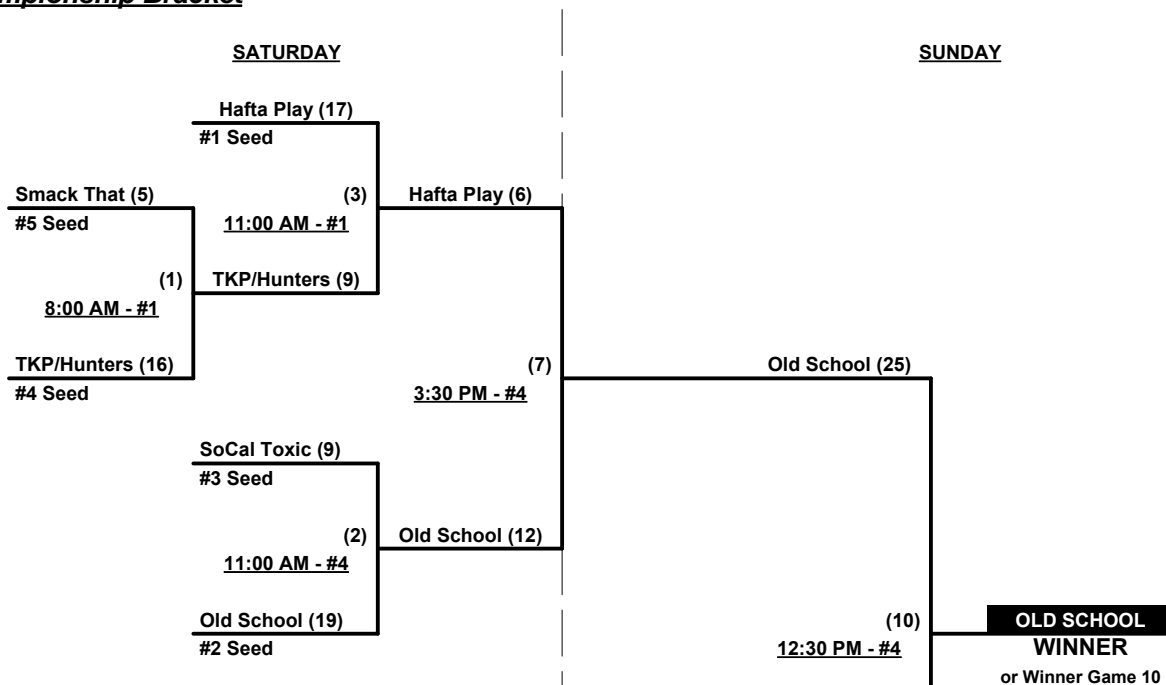 SATURDAY
SUNDAY
Hafta Play (17)
#1 Seed
Smack That (5)
#5 Seed
(3)
11:00 AM - #1
Hafta Play (6)
(1)
8:00 AM - #1
TKP/Hunters (9)
TKP/Hunters (16)
#4 Seed
(7)
3:30 PM - #4
Old School (25)
SoCal Toxic (9)
#3 Seed
(2)
11:00 AM - #4
Old School (12)
Old School (19)
#2 Seed
(10)
12:30 PM - #4
OLD SCHOOL
WINNER
or Winner Game 10